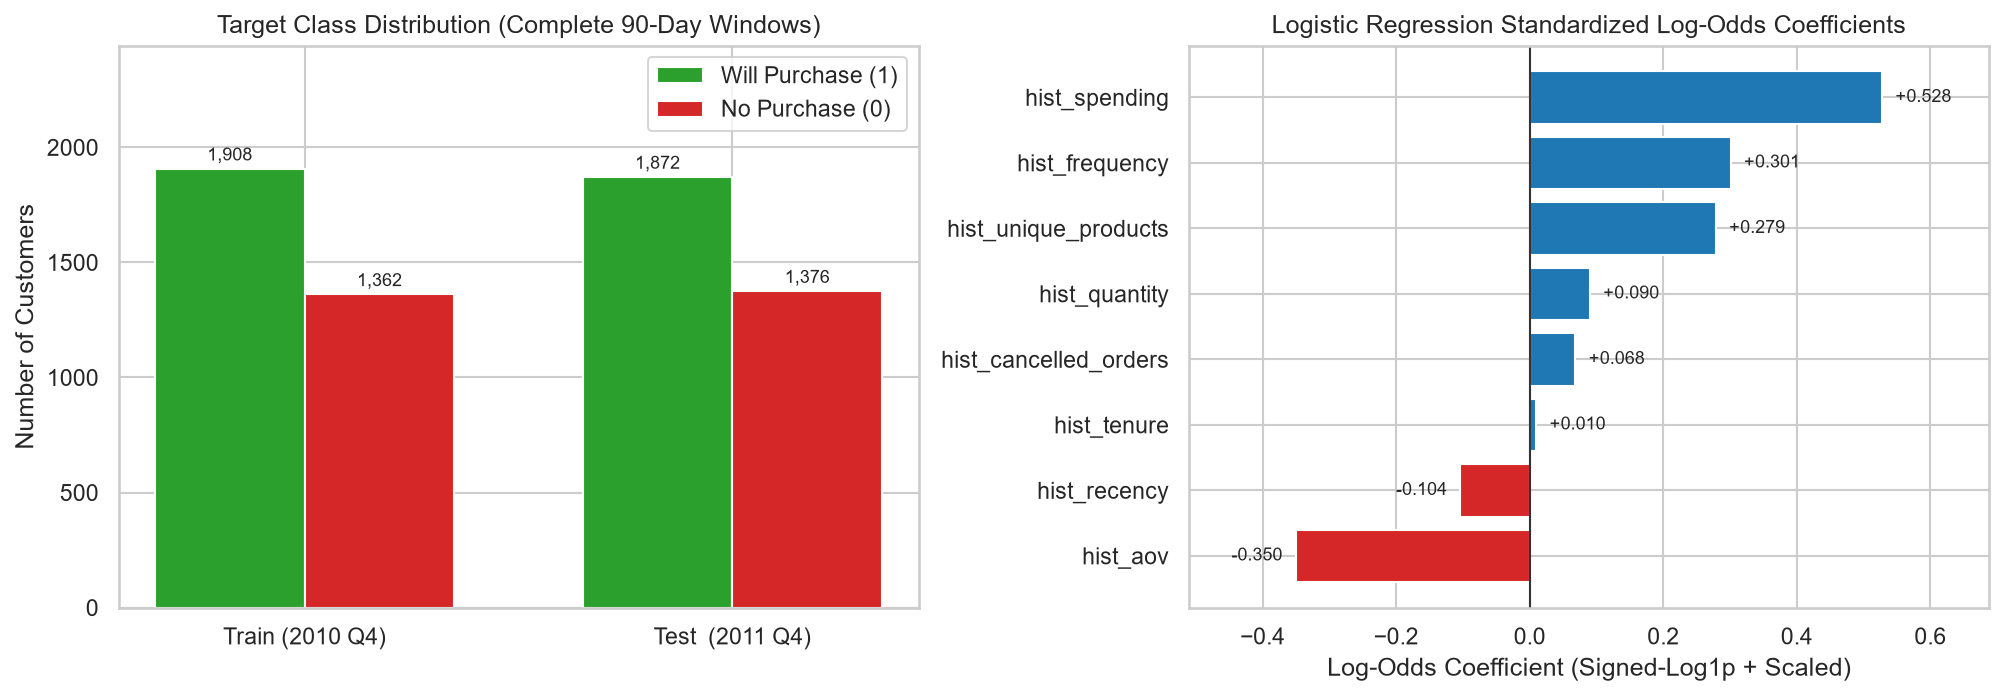 Target Class Distribution (Complete 90-Day Windows)
Will Purchase (1)
No Purchase (0)
Number of Customers
2000
1500
1000
500
0
1,908
1,362
1,872
1,376
Train (2010 Q4)
Test (2011 Q4)
Logistic Regression Standardized Log-Odds Coefficients
hist_spending
+0.528
hist_frequency
+0.301
hist_unique_products
+0.279
hist_quantity
+0.090
hist_cancelled_orders
+0.068
hist_tenure
+0.010
hist_recency
-0.104
hist_aov
-0.350
−0.4
−0.2
0.0
0.2
0.4
0.6
Log-Odds Coefficient (Signed-Log1p + Scaled)